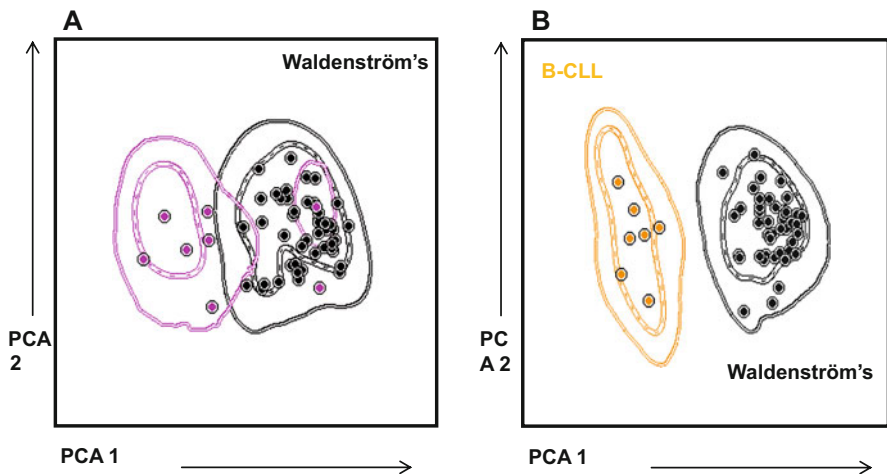 A
Waldenström's
PCA
2
PCA 1
B
B-CLL
PC
A 2
Waldenström's
PCA 1